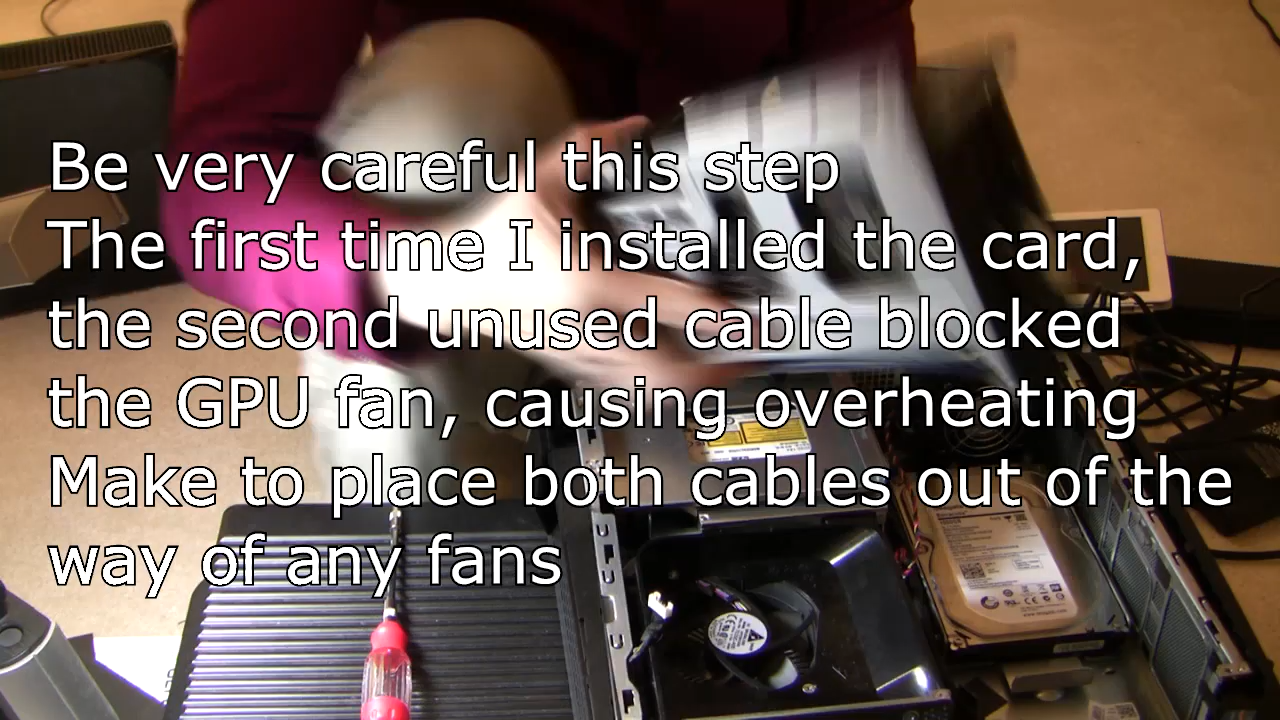 Be very careful this step
The first time I installed the card,
the second unused cable blocked
the GPU fan, causing overheating
Make to place both cables out of the
way of any fans